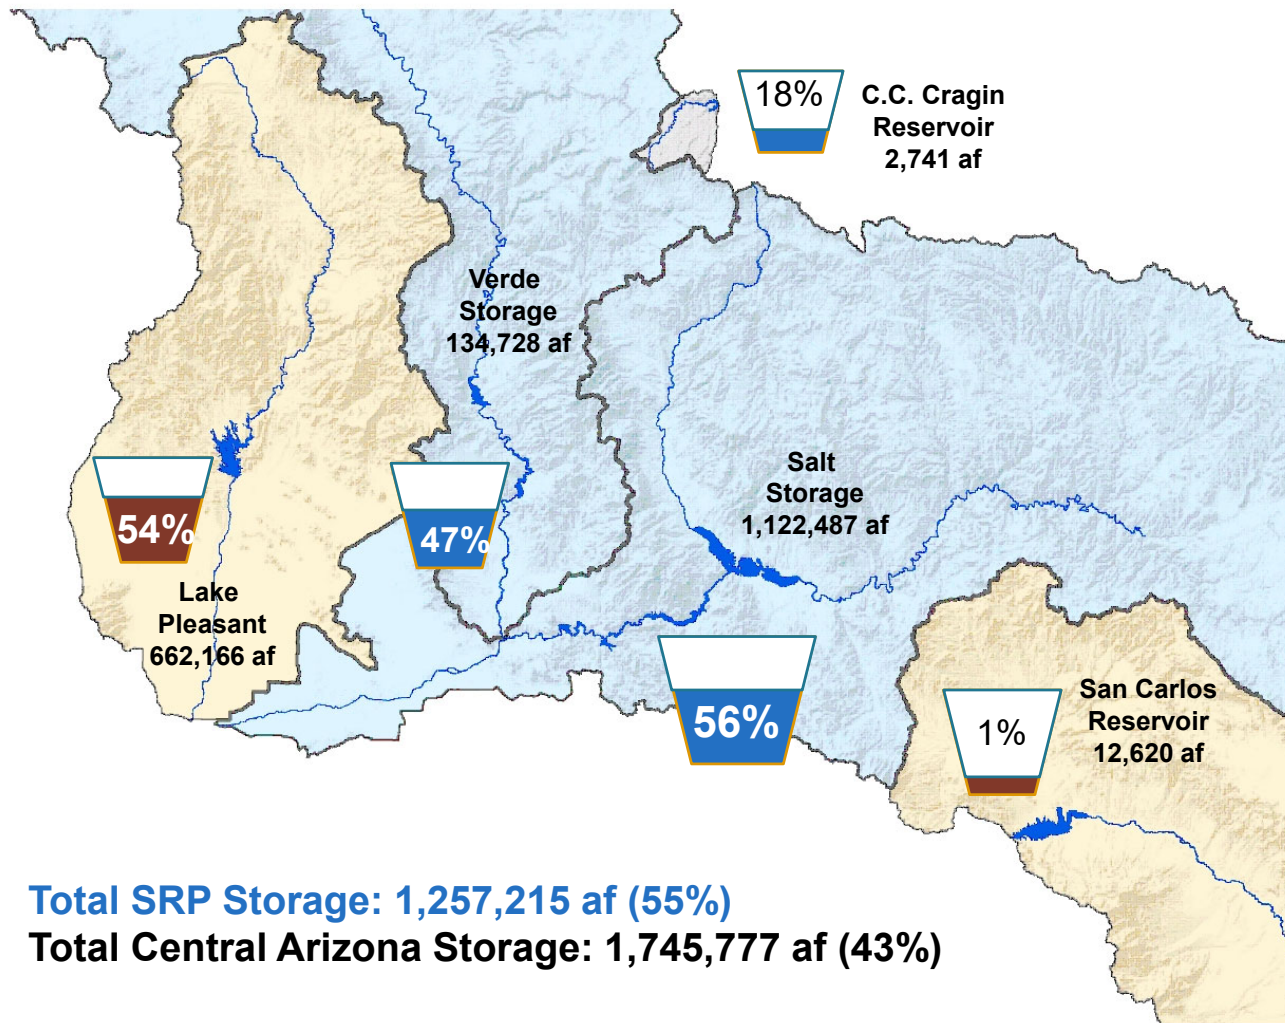 18%
C.C. Cragin
Reservoir
2,741 af
Verde
Storage
134,728 af
Salt
Storage
1,122,487 af
54%
47%
Lake
Pleasant
662,166 af
56%
San Carlos
Reservoir
12,620 af
1%
Total SRP Storage: 1,257,215 af (55%)
Total Central Arizona Storage: 1,745,777 af (43%)